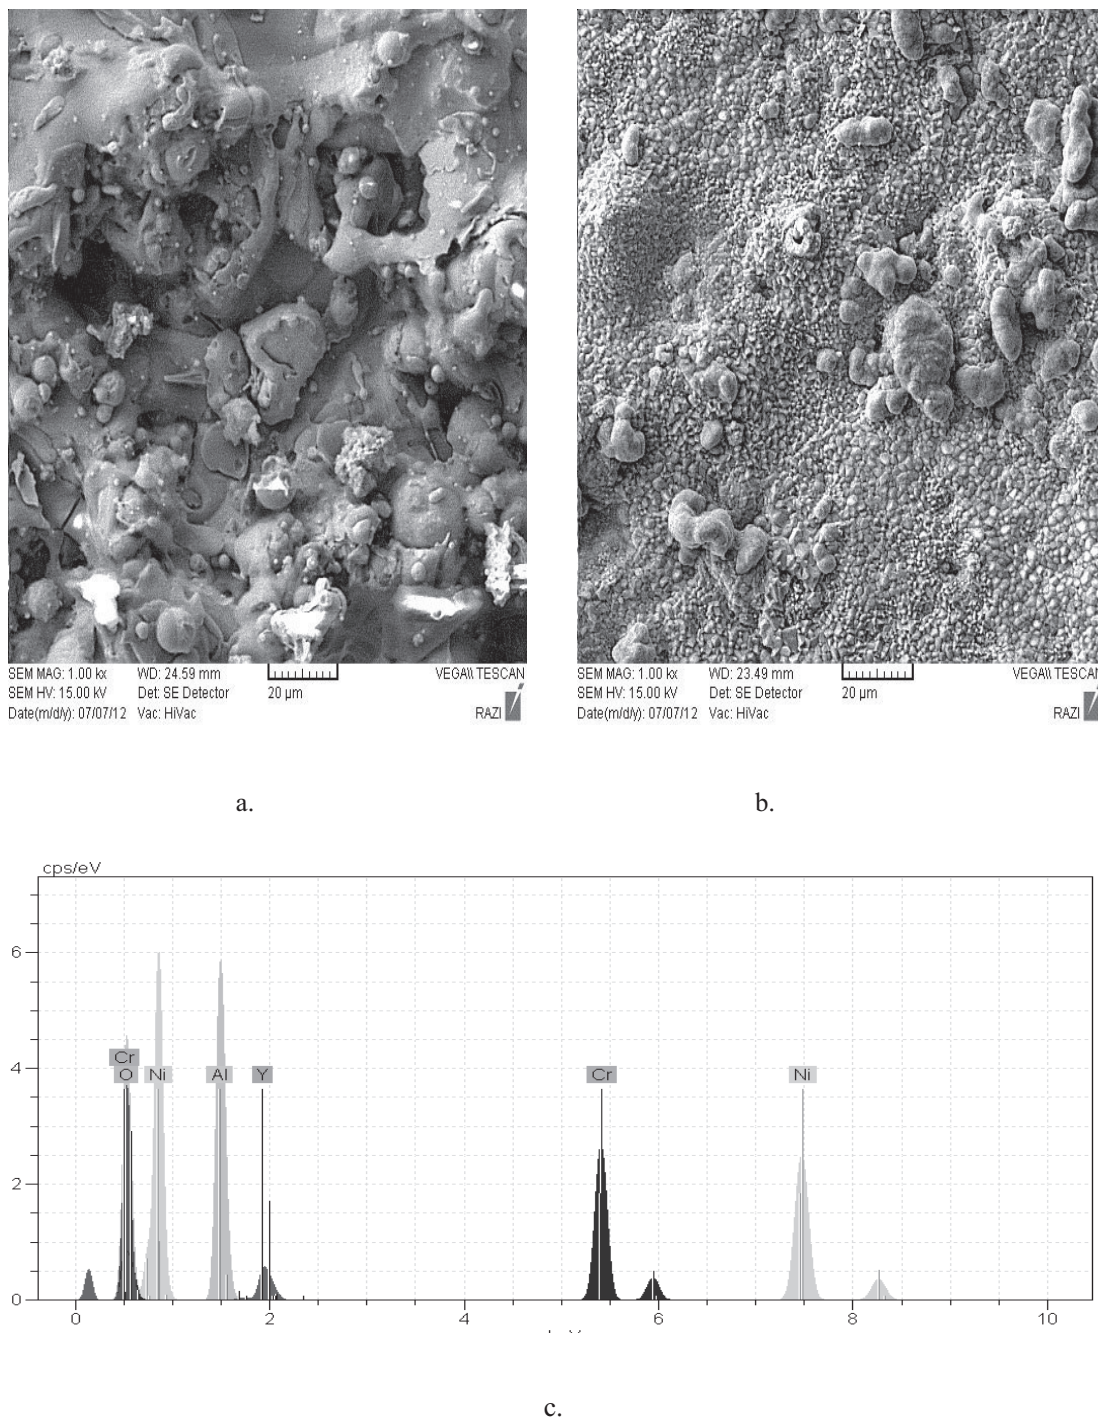 SEM MAG: 1.00 kx WD: 24.59 mm VEGA\\ TESCAN
SEM HV: 15.00 kV Det: SE Detector 20 µm
Date(m/d/y): 07/07/12 Vac: HiVac RAZI
SEM MAG: 1.00 kx WD: 23.49 mm VEGA\\ TESCAN
SEM HV: 15.00 kV Det: SE Detector 20 µm
Date(m/d/y): 07/07/12 Vac: HiVac RAZI
a.
b.
cps/eV
6
4
2
0
Cr
O Ni Al Y Cr Ni
0 2 4 6 8 10
c.